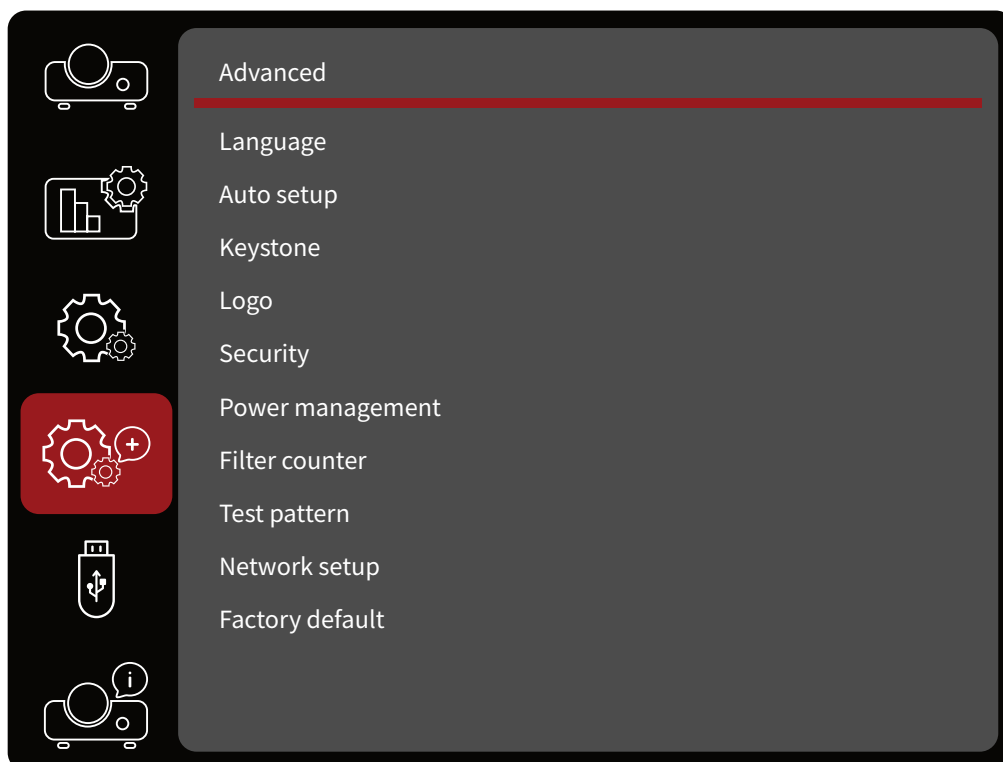 Advanced
Language
Auto setup
Keystone
Logo
Security
Power management
Filter counter
Test pattern
Network setup
Factory default